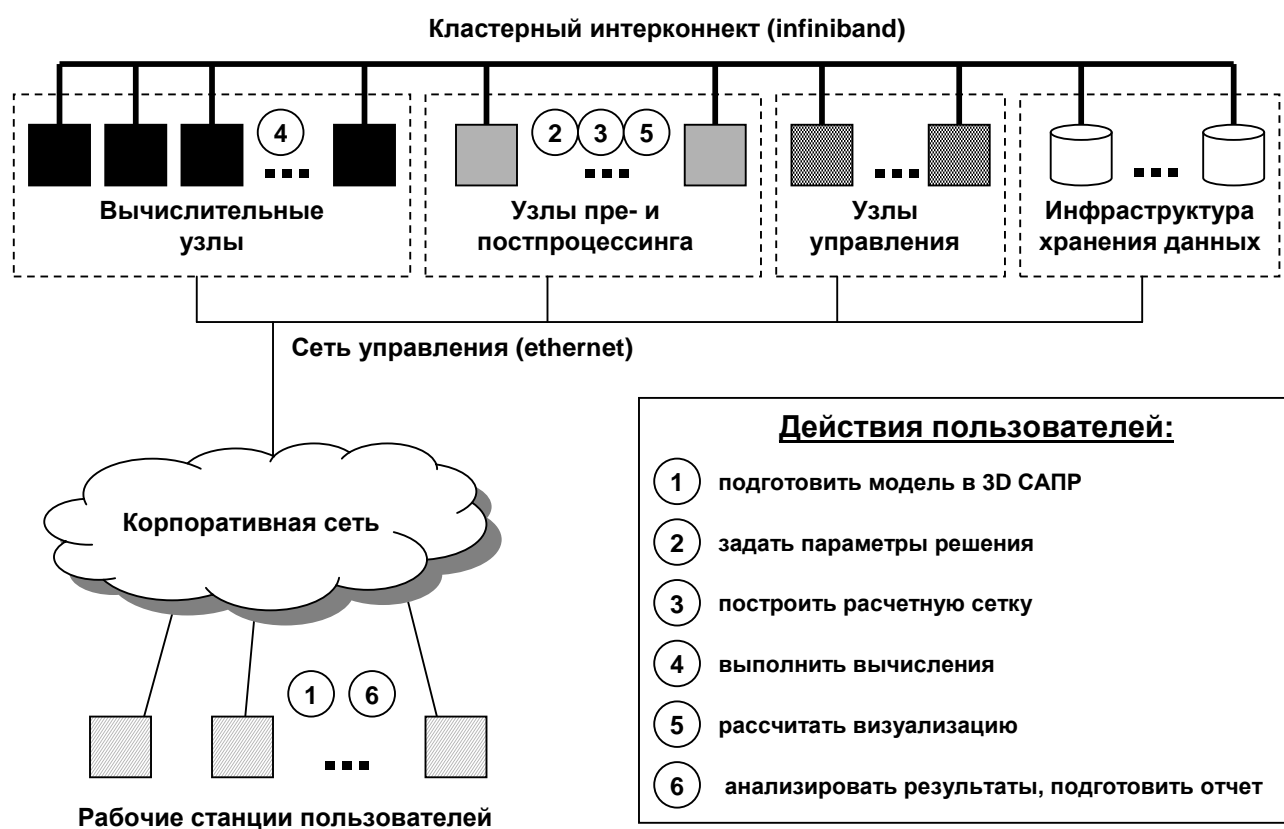 Кластерный интерконнект (infiniband)
4
2 3 5
Вычислительные
узлы
Узлы пре- и
постпроцессинга
Узлы
управления
Инфраструктура
хранения данных
Сеть управления (ethernet)
Корпоративная сеть
1 6
Рабочие станции пользователей
Действия пользователей:
1 подготовить модель в 3D САПР
2 задать параметры решения
3 построить расчетную сетку
4 выполнить вычисления
5 рассчитать визуализацию
6 анализировать результаты, подготовить отчет